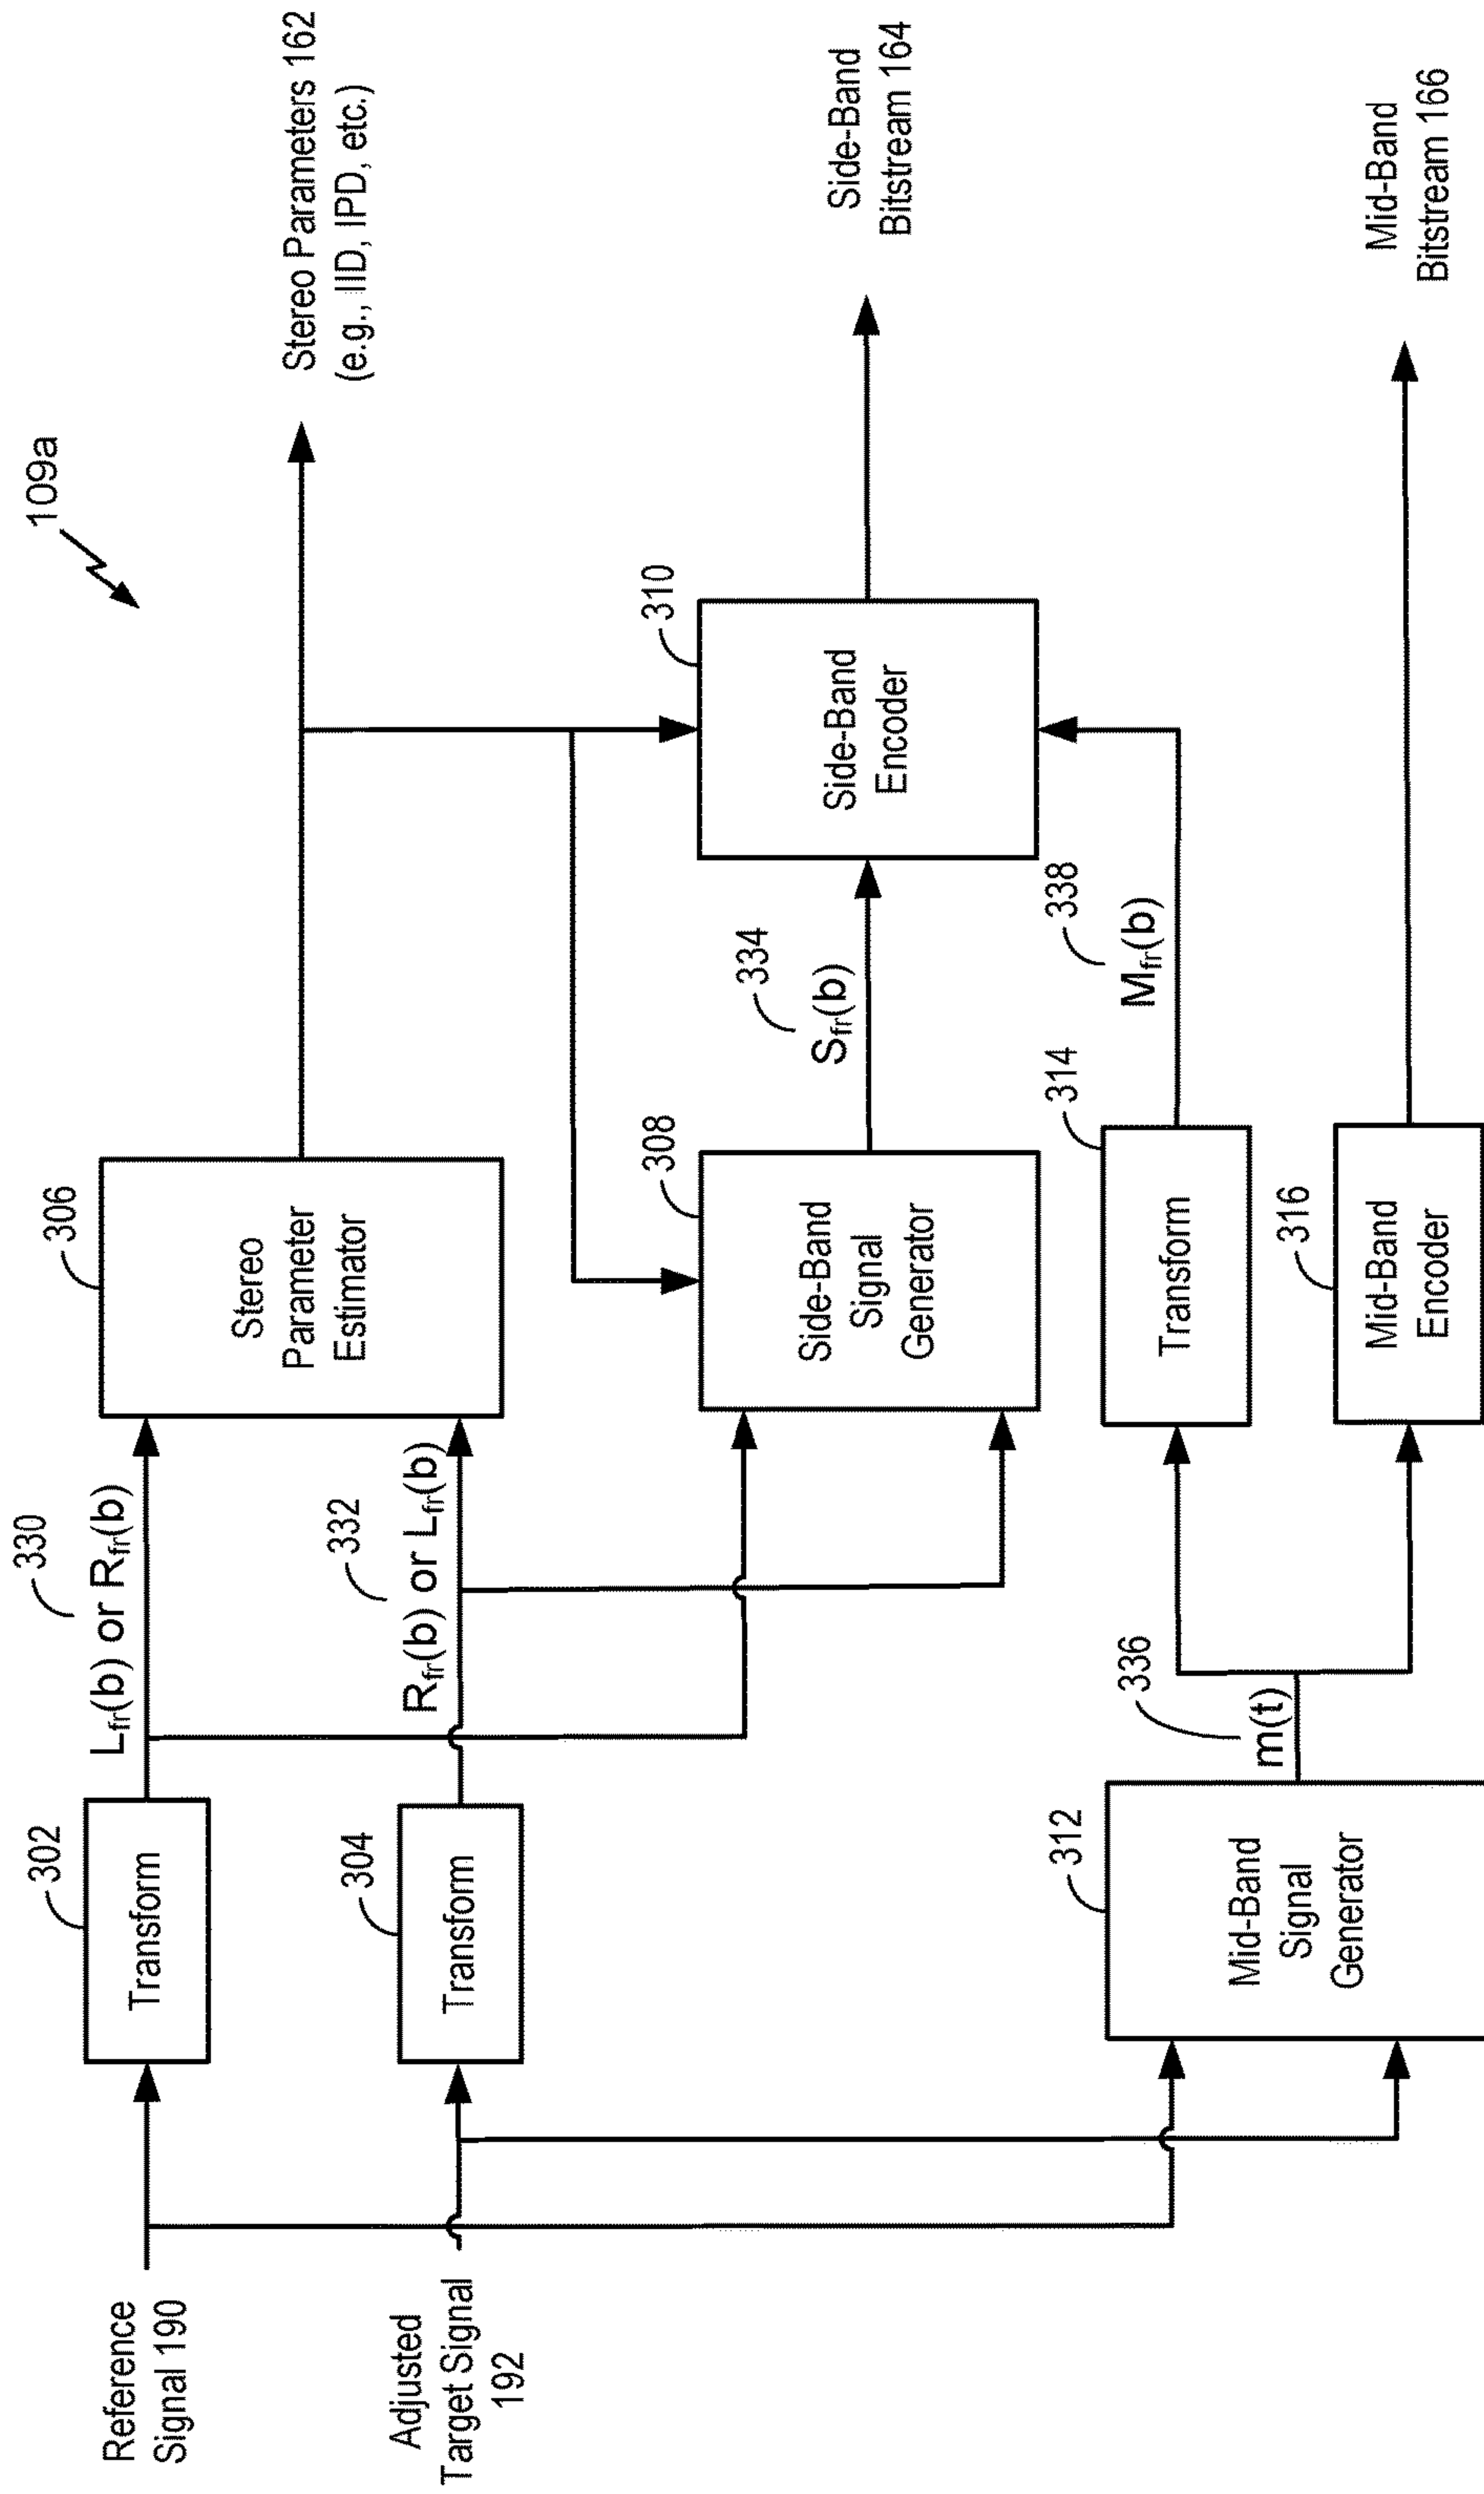 109a
Reference
Signal 190
302
Transform
330
Lfr(b) or Rfr(b)
306
Stereo
Parameter
Estimator
Stereo Parameters 162
(e.g., IID, IPD, etc.)
Adjusted
Target Signal
192
304
Transform
332
Rfr(b) or Lfr(b)
308
Side-Band
Signal
Generator
334
Sfr(b)
310
Side-Band
Encoder
Side-Band
Bitstream 164
312
Mid-Band
Signal
Generator
336
m(t)
314
Transform
338
Mfr(b)
316
Mid-Band
Encoder
Mid-Band
Bitstream 166